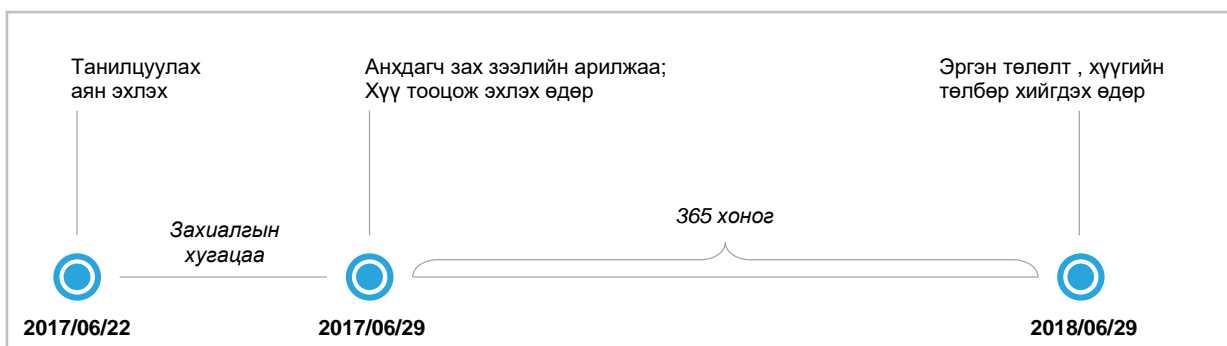 Танилцуулах
аян эхлэх
Анхдагч зах зээлийн арилжаа;
Хүү тооцож эхлэх өдөр
Эргэн төлөлт , хүүгийн
төлбөр хийгдэх өдөр
Захиалгын
хугацаа
365 хоног
2017/06/22
2017/06/29
2018/06/29